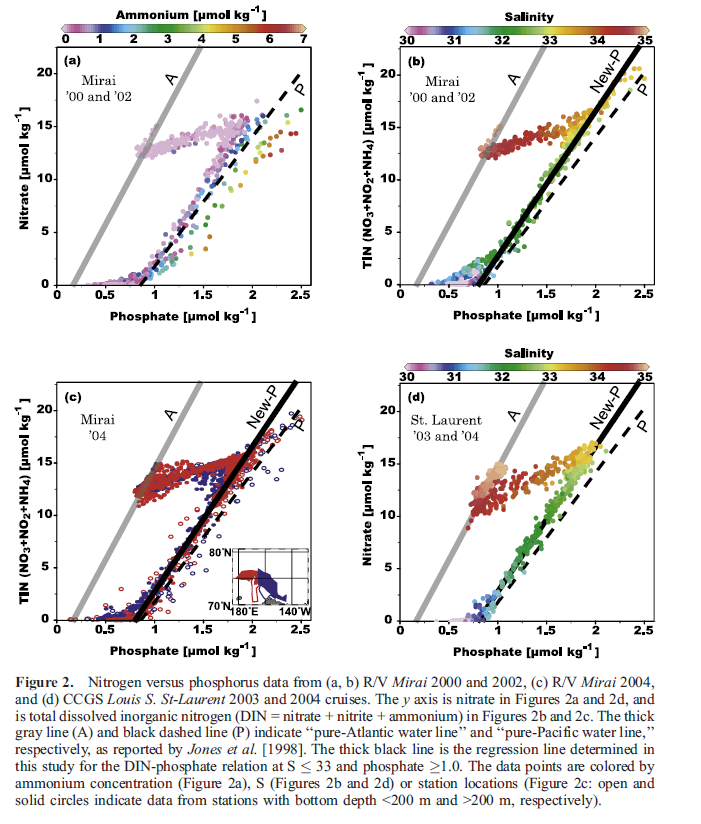 Ammonium [µmol kg⁻¹]
0 1 2 3 4 5 6 7
(a)
Mirai
'00 and '02
A
P
Nitrate [µmol kg⁻¹]
20
15
10
5
0
0 0.5 1 1.5 2 2.5
Phosphate [µmol kg⁻¹]
Salinity
30 31 32 33 34 35
(b)
Mirai
'00 and '02
A
New-P
P
TIN (NO3+NO2+NH4) [µmol kg⁻¹]
20
15
10
5
0
0 0.5 1 1.5 2 2.5
Phosphate [µmol kg⁻¹]
(c)
Mirai
'04
A
New-P
P
TIN (NO3+NO2+NH4) [µmol kg⁻¹]
20
15
10
5
0
0 0.5 1 1.5 2 2.5
Phosphate [µmol kg⁻¹]
80°N
70°N
180°E 140°W
Salinity
30 31 32 33 34 35
(d)
St. Laurent
'03 and '04
A
New-P
P
Nitrate [µmol kg⁻¹]
20
15
10
5
0
0 0.5 1 1.5 2 2.5
Phosphate [µmol kg⁻¹]
Figure 2. Nitrogen versus phosphorus data from (a, b) R/V Mirai 2000 and 2002, (c) R/V Mirai 2004,
and (d) CCGS Louis S. St-Laurent 2003 and 2004 cruises. The y axis is nitrate in Figures 2a and 2d, and
is total dissolved inorganic nitrogen (DIN = nitrate + nitrite + ammonium) in Figures 2b and 2c. The thick
gray line (A) and black dashed line (P) indicate "pure-Atlantic water line" and "pure-Pacific water line,"
respectively, as reported by Jones et al. [1998]. The thick black line is the regression line determined in
this study for the DIN-phosphate relation at S ≤ 33 and phosphate ≥1.0. The data points are colored by
ammonium concentration (Figure 2a), S (Figures 2b and 2d) or station locations (Figure 2c: open and
solid circles indicate data from stations with bottom depth <200 m and >200 m, respectively).